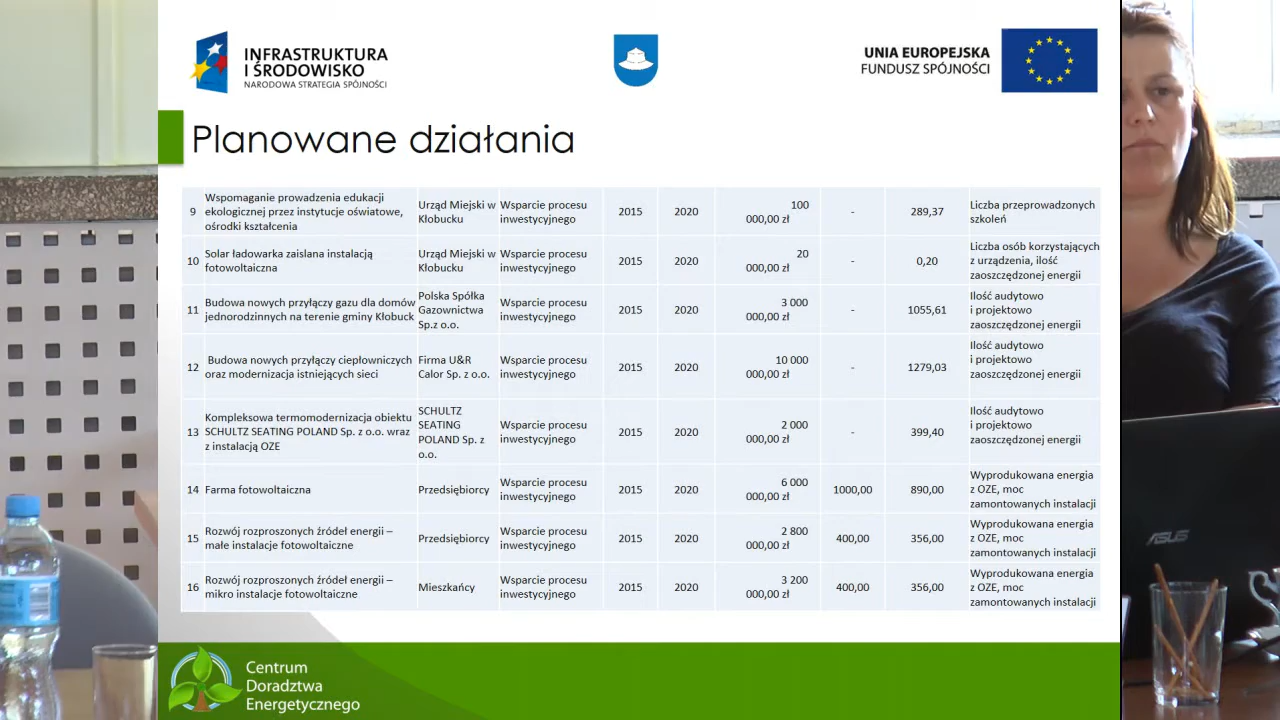 INFRASTRUKTURA
I ŚRODOWISKO
NARODOWA STRATEGIA SPÓJNOŚCI
UNIA EUROPEJSKA
FUNDUSZ SPÓJNOŚCI
Planowane działania
9
Wspomaganie prowadzenia edukacji
ekologicznej przez instytucje oświatowe,
ośrodki kształcenia
Urząd Miejski w
Kłobucku
Wsparcie procesu
inwestycyjnego
2015
2020
100
000,00 zł
-
289,37
Liczba przeprowadzonych
szkoleń
10
Solar ładowarka zaislana instalacją
fotowoltaiczna
Urząd Miejski w
Kłobucku
Wsparcie procesu
inwestycyjnego
2015
2020
20
000,00 zł
-
0,20
Liczba osób korzystających
z urządzenia, ilość
zaoszczędzonej energii
11
Budowa nowych przyłączy gazu dla domów
jednorodzinnych na terenie gminy Kłobuck
Polska Spółka
Gazownictwa
Sp.z o.o.
Wsparcie procesu
inwestycyjnego
2015
2020
3 000
000,00 zł
-
1055,61
Ilość audytowo
i projektowo
zaoszczędzonej energii
12
Budowa nowych przyłączy ciepłowniczych
oraz modernizacja istniejących sieci
Firma U&R
Calor Sp. z o.o.
Wsparcie procesu
inwestycyjnego
2015
2020
10 000
000,00 zł
-
1279,03
Ilość audytowo
i projektowo
zaoszczędzonej energii
13
Kompleksowa termomodernizacja obiektu
SCHULTZ SEATING POLAND Sp. z o.o. wraz
z instalacją OZE
SCHULTZ
SEATING
POLAND Sp. z
o.o.
Wsparcie procesu
inwestycyjnego
2015
2020
2 000
000,00 zł
-
399,40
Ilość audytowo
i projektowo
zaoszczędzonej energii
14
Farma fotowoltaiczna
Przedsiębiorcy
Wsparcie procesu
inwestycyjnego
2015
2020
6 000
000,00 zł
1000,00
890,00
Wyprodukowana energia
z OZE, moc
zamontowanych instalacji
15
Rozwój rozproszonych źródeł energii –
małe instalacje fotowoltaiczne
Przedsiębiorcy
Wsparcie procesu
inwestycyjnego
2015
2020
2 800
000,00 zł
400,00
356,00
Wyprodukowana energia
z OZE, moc
zamontowanych instalacji
16
Rozwój rozproszonych źródeł energii –
mikro instalacje fotowoltaiczne
Mieszkańcy
Wsparcie procesu
inwestycyjnego
2015
2020
3 200
000,00 zł
400,00
356,00
Wyprodukowana energia
z OZE, moc
zamontowanych instalacji
Centrum
Doradztwa
Energetycznego
ASUS